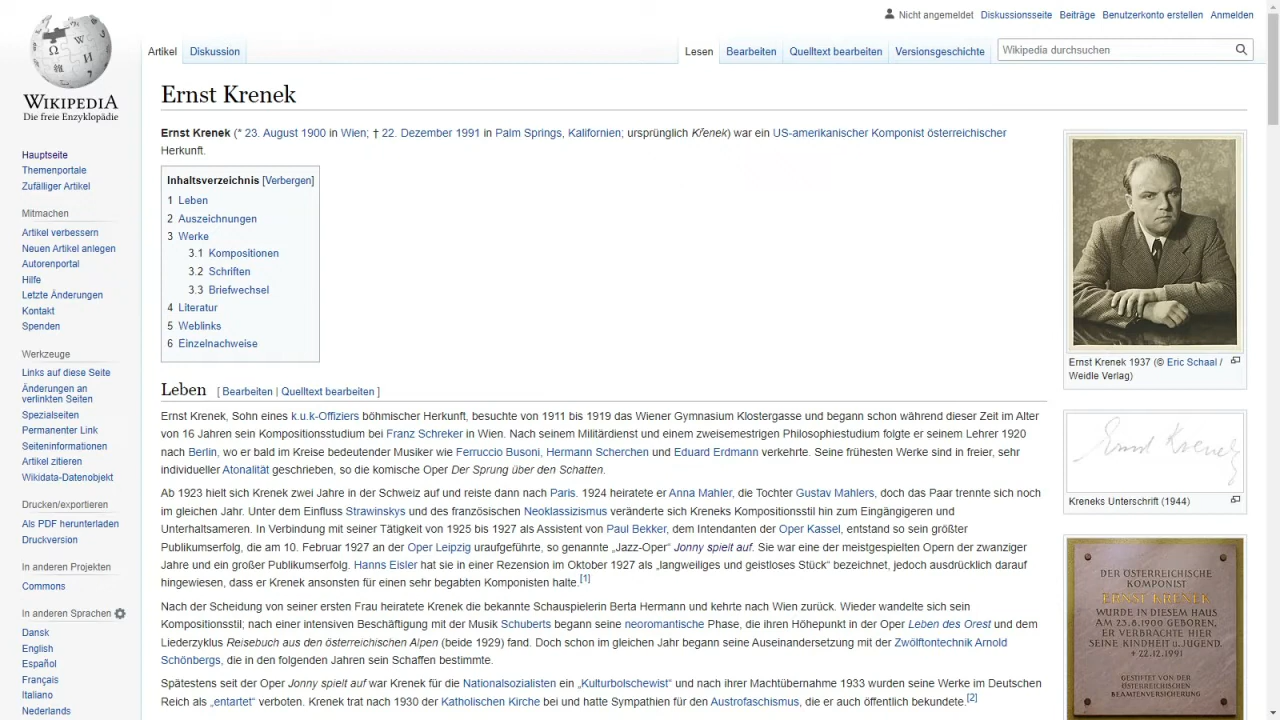 Nicht angemeldet Diskussionsseite Beiträge Benutzerkonto erstellen Anmelden
Artikel Diskussion Lesen Bearbeiten Quelltext bearbeiten Versionsgeschichte Wikipedia durchsuchen
WIKIPEDIA
Die freie Enzyklopädie
Hauptseite
Themenportale
Zufälliger Artikel
Mitmachen
Artikel verbessern
Neuen Artikel anlegen
Autorenportal
Hilfe
Letzte Änderungen
Kontakt
Spenden
Werkzeuge
Links auf diese Seite
Änderungen an
verlinkten Seiten
Spezialseiten
Permanenter Link
Seiteninformationen
Artikel zitieren
Wikidata-Datenobjekt
Drucken/exportieren
Als PDF herunterladen
Druckversion
In anderen Projekten
Commons
In anderen Sprachen
Dansk
English
Español
Français
Italiano
Nederlands
Ernst Krenek
Ernst Krenek (* 23. August 1900 in Wien; † 22. Dezember 1991 in Palm Springs, Kalifornien; ursprünglich Křenek) war ein US-amerikanischer Komponist österreichischer
Herkunft.
Inhaltsverzeichnis [Verbergen]
1 Leben
2 Auszeichnungen
3 Werke
3.1 Kompositionen
3.2 Schriften
3.3 Briefwechsel
4 Literatur
5 Weblinks
6 Einzelnachweise
Leben [ Bearbeiten | Quelltext bearbeiten ]
Ernst Krenek, Sohn eines k.u.k-Offiziers böhmischer Herkunft, besuchte von 1911 bis 1919 das Wiener Gymnasium Klostergasse und begann schon während dieser Zeit im Alter
von 16 Jahren sein Kompositionsstudium bei Franz Schreker in Wien. Nach seinem Militärdienst und einem zweisemestrigen Philosophiestudium folgte er seinem Lehrer 1920
nach Berlin, wo er bald im Kreise bedeutender Musiker wie Ferruccio Busoni, Hermann Scherchen und Eduard Erdmann verkehrte. Seine frühesten Werke sind in freier, sehr
individueller Atonalität geschrieben, so die komische Oper Der Sprung über den Schatten.
Ab 1923 hielt sich Krenek zwei Jahre in der Schweiz auf und reiste dann nach Paris. 1924 heiratete er Anna Mahler, die Tochter Gustav Mahlers, doch das Paar trennte sich noch
im gleichen Jahr. Unter dem Einfluss Strawinskys und des französischen Neoklassizismus veränderte sich Kreneks Kompositionsstil hin zum Eingängigeren und
Unterhaltsameren. In Verbindung mit seiner Tätigkeit von 1925 bis 1927 als Assistent von Paul Bekker, dem Intendanten der Oper Kassel, entstand so sein größter
Publikumserfolg, die am 10. Februar 1927 an der Oper Leipzig uraufgeführte, so genannte „Jazz-Oper“ Jonny spielt auf. Sie war eine der meistgespielten Opern der zwanziger
Jahre und ein großer Publikumserfolg. Hanns Eisler hat sie in einer Rezension im Oktober 1927 als „langweiliges und geistloses Stück“ bezeichnet, jedoch ausdrücklich darauf
hingewiesen, dass er Krenek ansonsten für einen sehr begabten Komponisten halte.[1]
Nach der Scheidung von seiner ersten Frau heiratete Krenek die bekannte Schauspielerin Berta Hermann und kehrte nach Wien zurück. Wieder wandelte sich sein
Kompositionsstil; nach einer intensiven Beschäftigung mit der Musik Schuberts begann seine neoromantische Phase, die ihren Höhepunkt in der Oper Leben des Orest und dem
Liederzyklus Reisebuch aus den österreichischen Alpen (beide 1929) fand. Doch schon im gleichen Jahr begann seine Auseinandersetzung mit der Zwölftontechnik Arnold
Schönbergs, die in den folgenden Jahren sein Schaffen bestimmte.
Spätestens seit der Oper Jonny spielt auf war Krenek für die Nationalsozialisten ein „Kulturbolschewist“ und nach ihrer Machtübernahme 1933 wurden seine Werke im Deutschen
Reich als „entartet“ verboten. Krenek trat nach 1930 der Katholischen Kirche bei und hatte Sympathien für den Austrofaschismus, die er auch öffentlich bekundete.[2]
Ernst Krenek 1937 (© Eric Schaal /
Weidle Verlag)
Ernst Krenek
Kreneks Unterschrift (1944)
DER ÖSTERREICHISCHE
KOMPONIST
ERNST KRENEK
WURDE IN DIESEM HAUS
AM 23.8.1900 GEBOREN.
ER VERBRACHTE HIER
SEINE KINDHEIT u. JUGEND.
+ 22.12.1991
GESTIFTET VON DER
ÖSTERREICHISCHEN
BEAMTENVERSICHERUNG